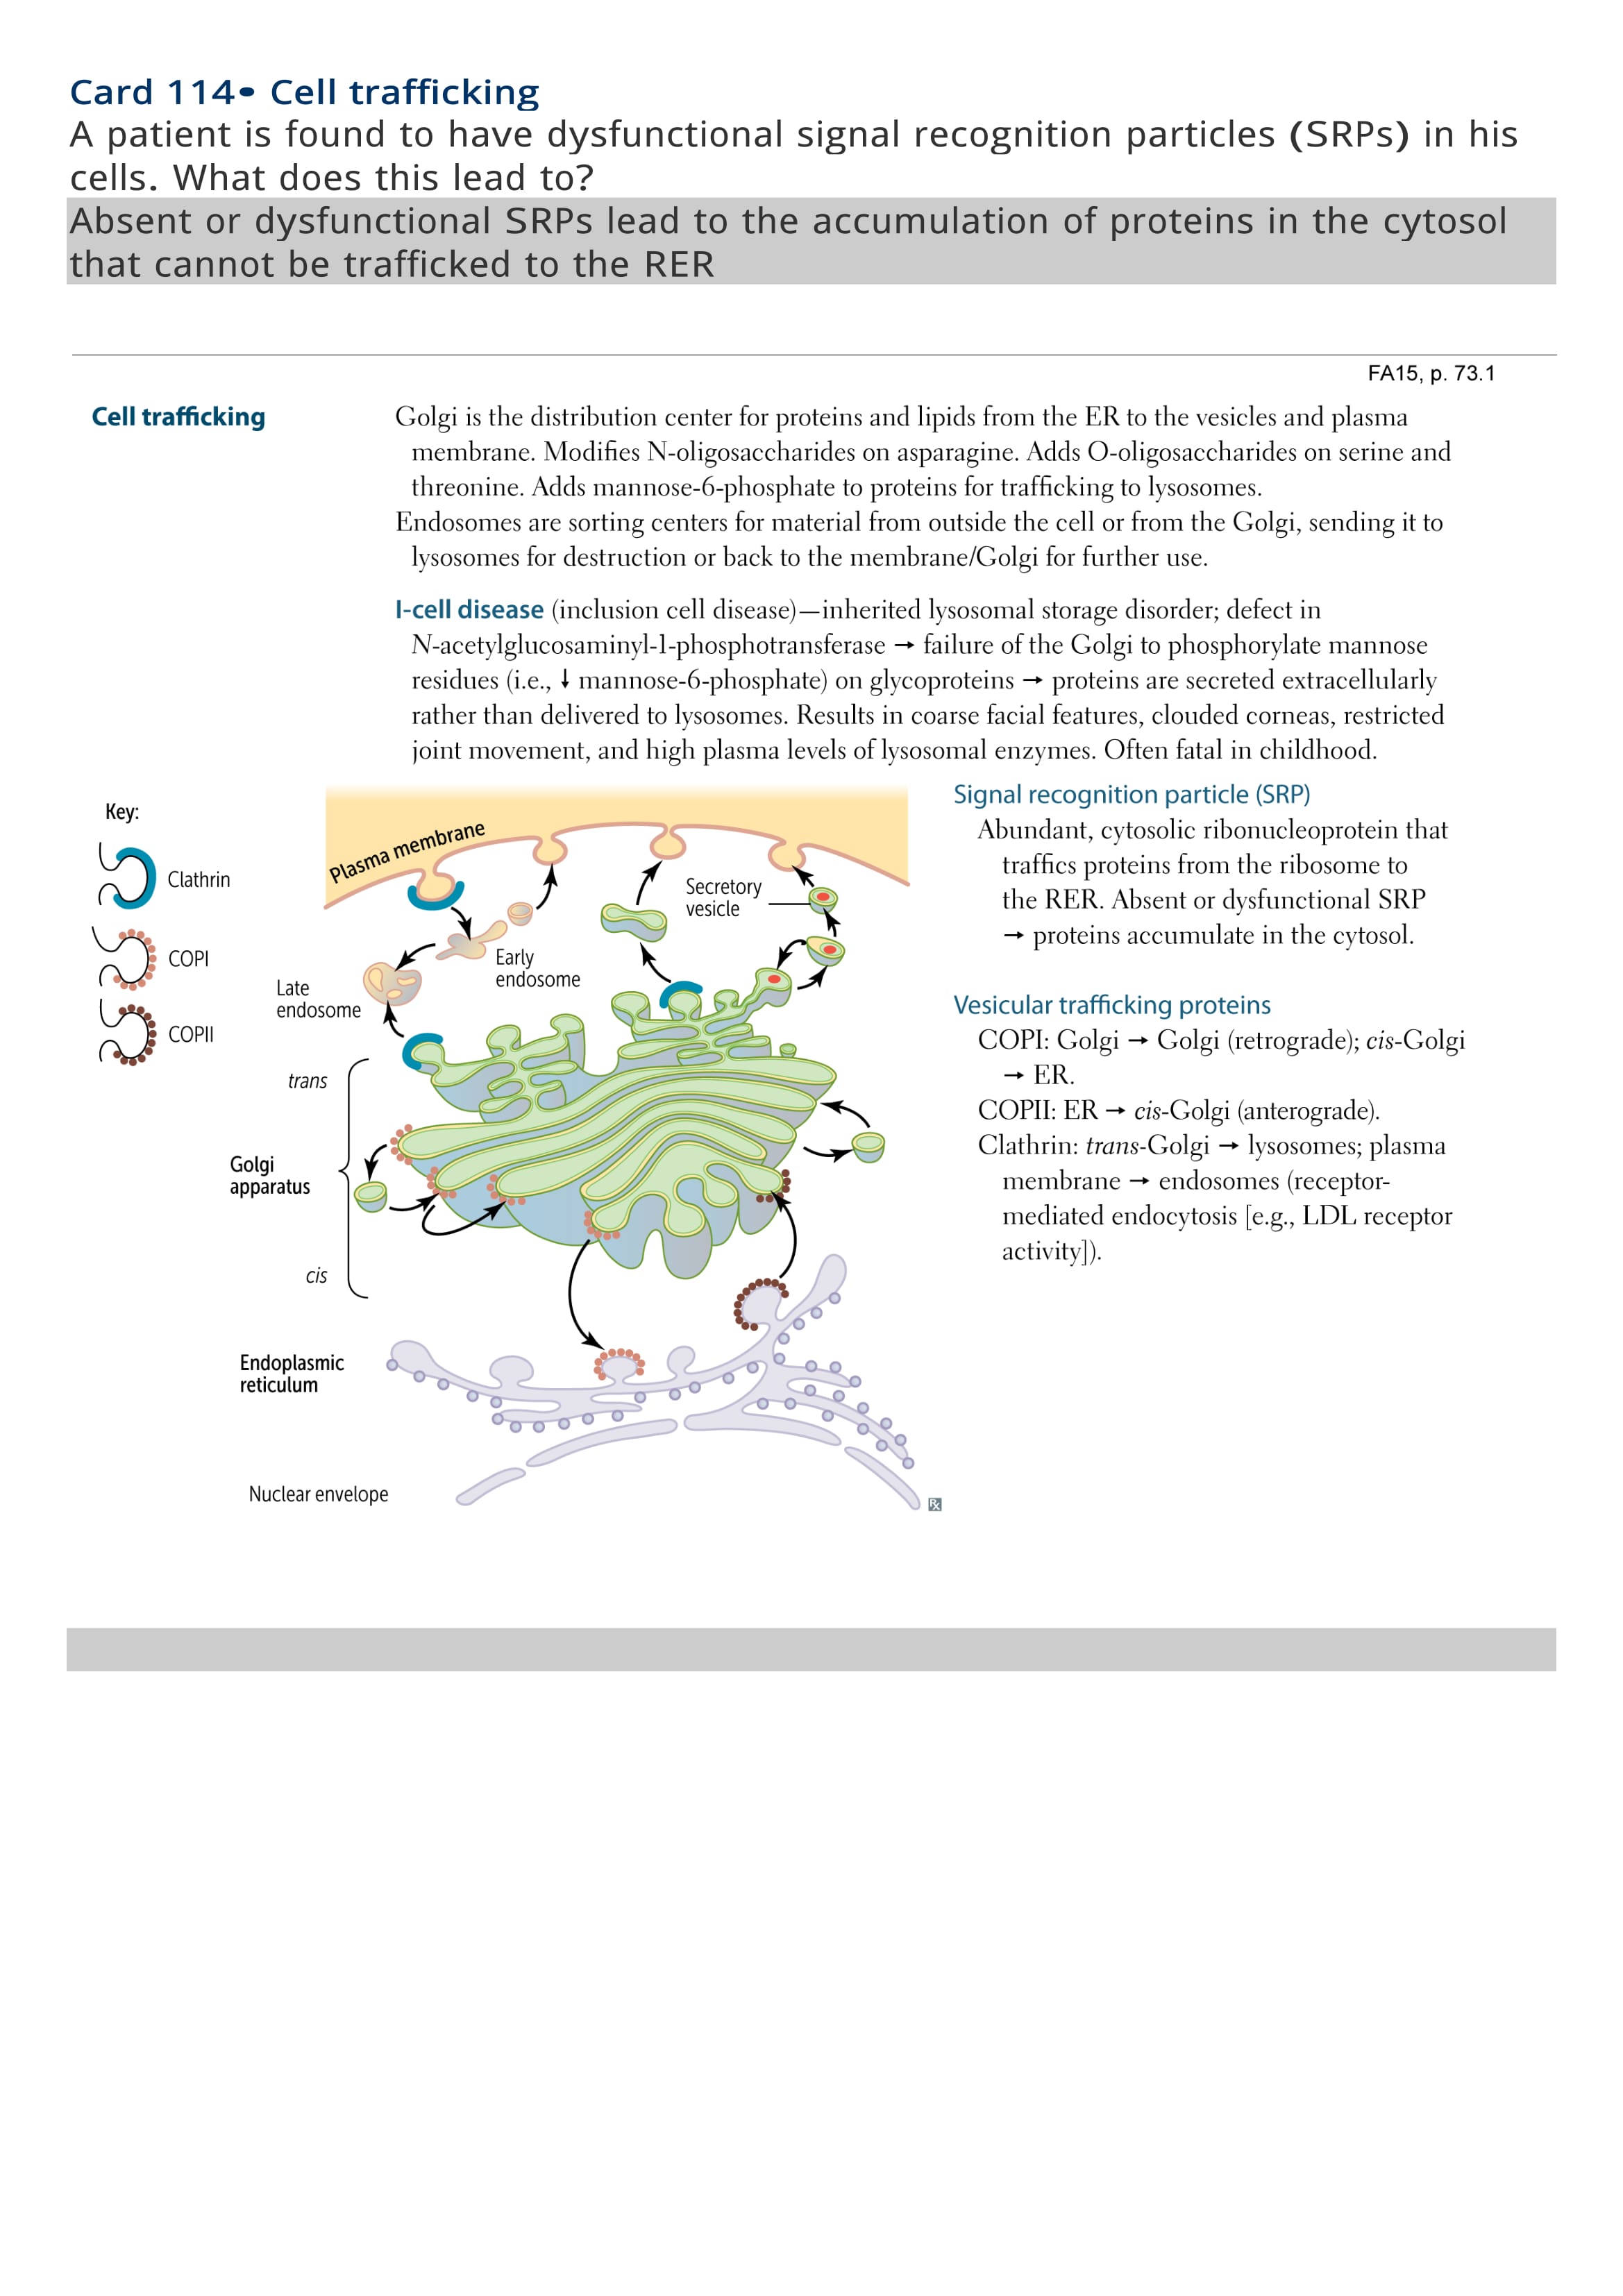 Card 114• Cell trafficking
A patient is found to have dysfunctional signal recognition particles (SRPs) in his
cells. What does this lead to?
Absent or dysfunctional SRPs lead to the accumulation of proteins in the cytosol
that cannot be trafficked to the RER
FA15, p. 73.1
Cell trafficking
Golgi is the distribution center for proteins and lipids from the ER to the vesicles and plasma
membrane. Modifies N-oligosaccharides on asparagine. Adds O-oligosaccharides on serine and
threonine. Adds mannose-6-phosphate to proteins for trafficking to lysosomes.
Endosomes are sorting centers for material from outside the cell or from the Golgi, sending it to
lysosomes for destruction or back to the membrane/Golgi for further use.
I-cell disease (inclusion cell disease)—inherited lysosomal storage disorder; defect in
N-acetylglucosaminyl-1-phosphotransferase → failure of the Golgi to phosphorylate mannose
residues (i.e., ↓ mannose-6-phosphate) on glycoproteins → proteins are secreted extracellularly
rather than delivered to lysosomes. Results in coarse facial features, clouded corneas, restricted
joint movement, and high plasma levels of lysosomal enzymes. Often fatal in childhood.
Key:
Clathrin
COPI
COPII
Plasma membrane
Secretory
vesicle
Early
endosome
Late
endosome
trans
Golgi
apparatus
cis
Endoplasmic
reticulum
Nuclear envelope
Rx
Signal recognition particle (SRP)
Abundant, cytosolic ribonucleoprotein that
traffics proteins from the ribosome to
the RER. Absent or dysfunctional SRP
→ proteins accumulate in the cytosol.
Vesicular trafficking proteins
COPI: Golgi → Golgi (retrograde); cis-Golgi
→ ER.
COPII: ER → cis-Golgi (anterograde).
Clathrin: trans-Golgi → lysosomes; plasma
membrane → endosomes (receptor-
mediated endocytosis [e.g., LDL receptor
activity]).